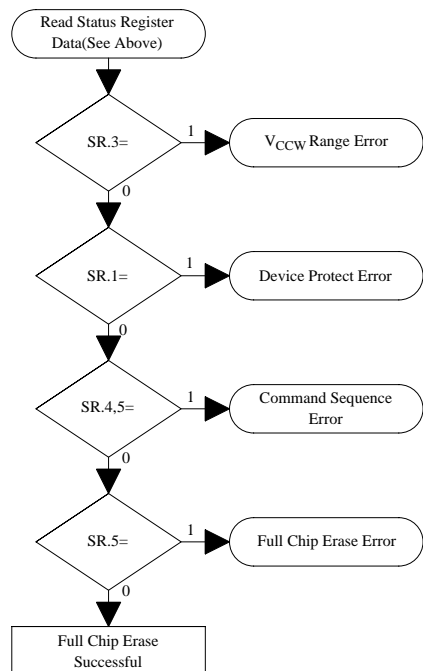 Read Status Register
Data(See Above)
SR.3=
1
VCCW Range Error
0
SR.1=
1
Device Protect Error
0
SR.4,5=
1
Command Sequence
Error
0
SR.5=
1
Full Chip Erase Error
0
Full Chip Erase
Successful